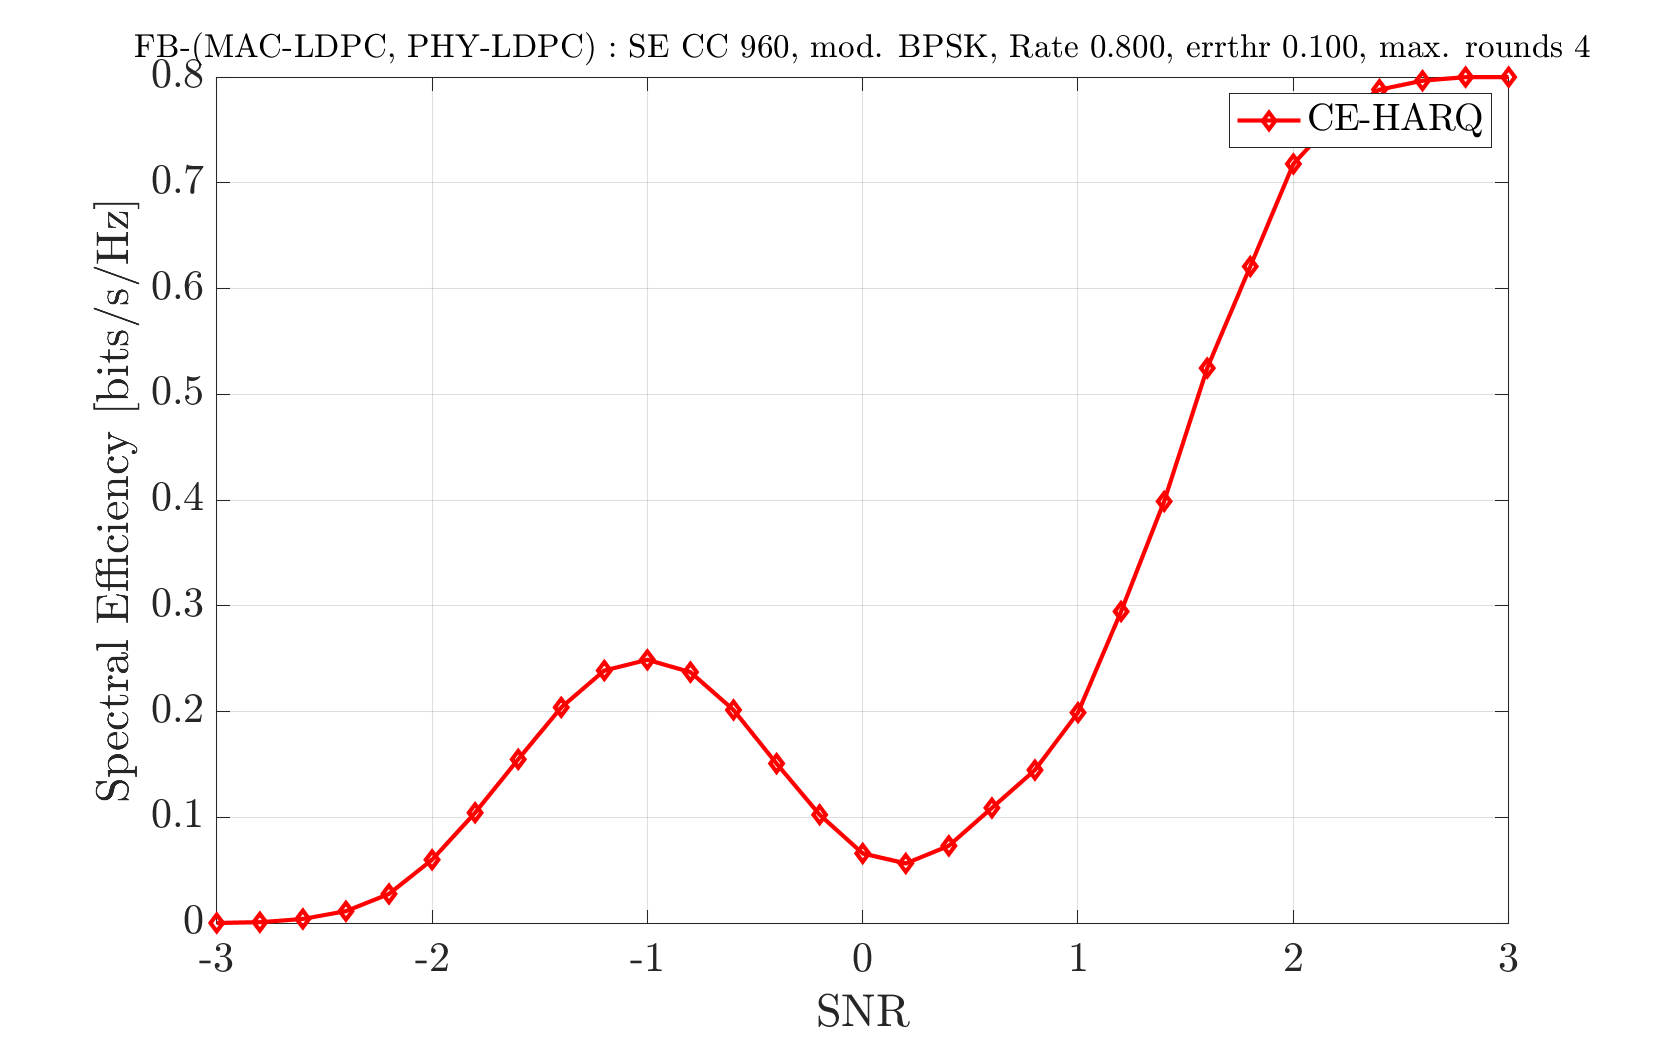 FB-(MAC-LDPC, PHY-LDPC) : SE CC 960, mod. BPSK, Rate 0.800, errthr 0.100, max. rounds 4
CE-HARQ
Spectral Efficiency [bits/s/Hz]
0.8
0.7
0.6
0.5
0.4
0.3
0.2
0.1
0
-3 -2 -1 0 1 2 3
SNR